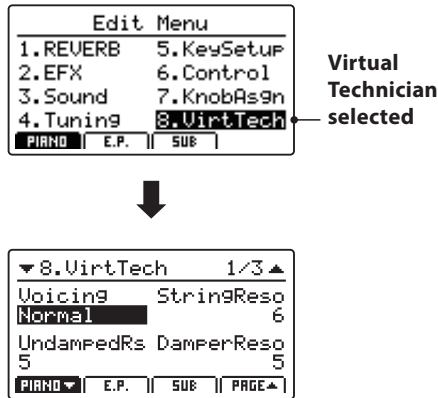 Edit Menu
1.REVERB 5.KeySetup
2.EFX 6.Control
3.Sound 7.KnobAsgn
4.Tuning 8.VirtTech
PIANO E.P. SUB
Virtual
Technician
selected
▼8.VirtTech 1/3▲
Voicing StringReso
Normal 6
UndampedRs DamperReso
5 5
PIANO▼ E.P. SUB PAGE▲